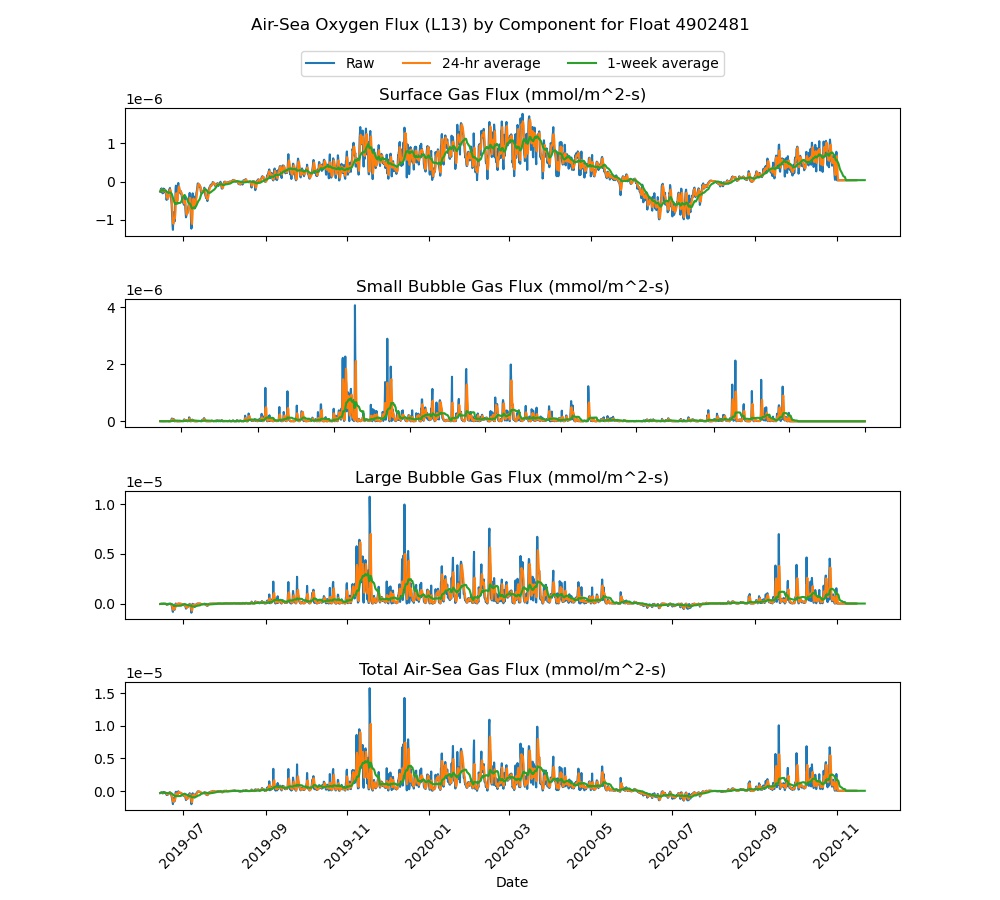 Air-Sea Oxygen Flux (L13) by Component for Float 4902481
Raw 24-hr average 1-week average
1e−6
Surface Gas Flux (mmol/m^2-s)
1
0
−1
1e−6
Small Bubble Gas Flux (mmol/m^2-s)
4
2
0
1e−5
Large Bubble Gas Flux (mmol/m^2-s)
1.0
0.5
0.0
1e−5
Total Air-Sea Gas Flux (mmol/m^2-s)
1.5
1.0
0.5
0.0
2019-07 2019-09 2019-11 2020-01 2020-03 2020-05 2020-07 2020-09 2020-11
Date